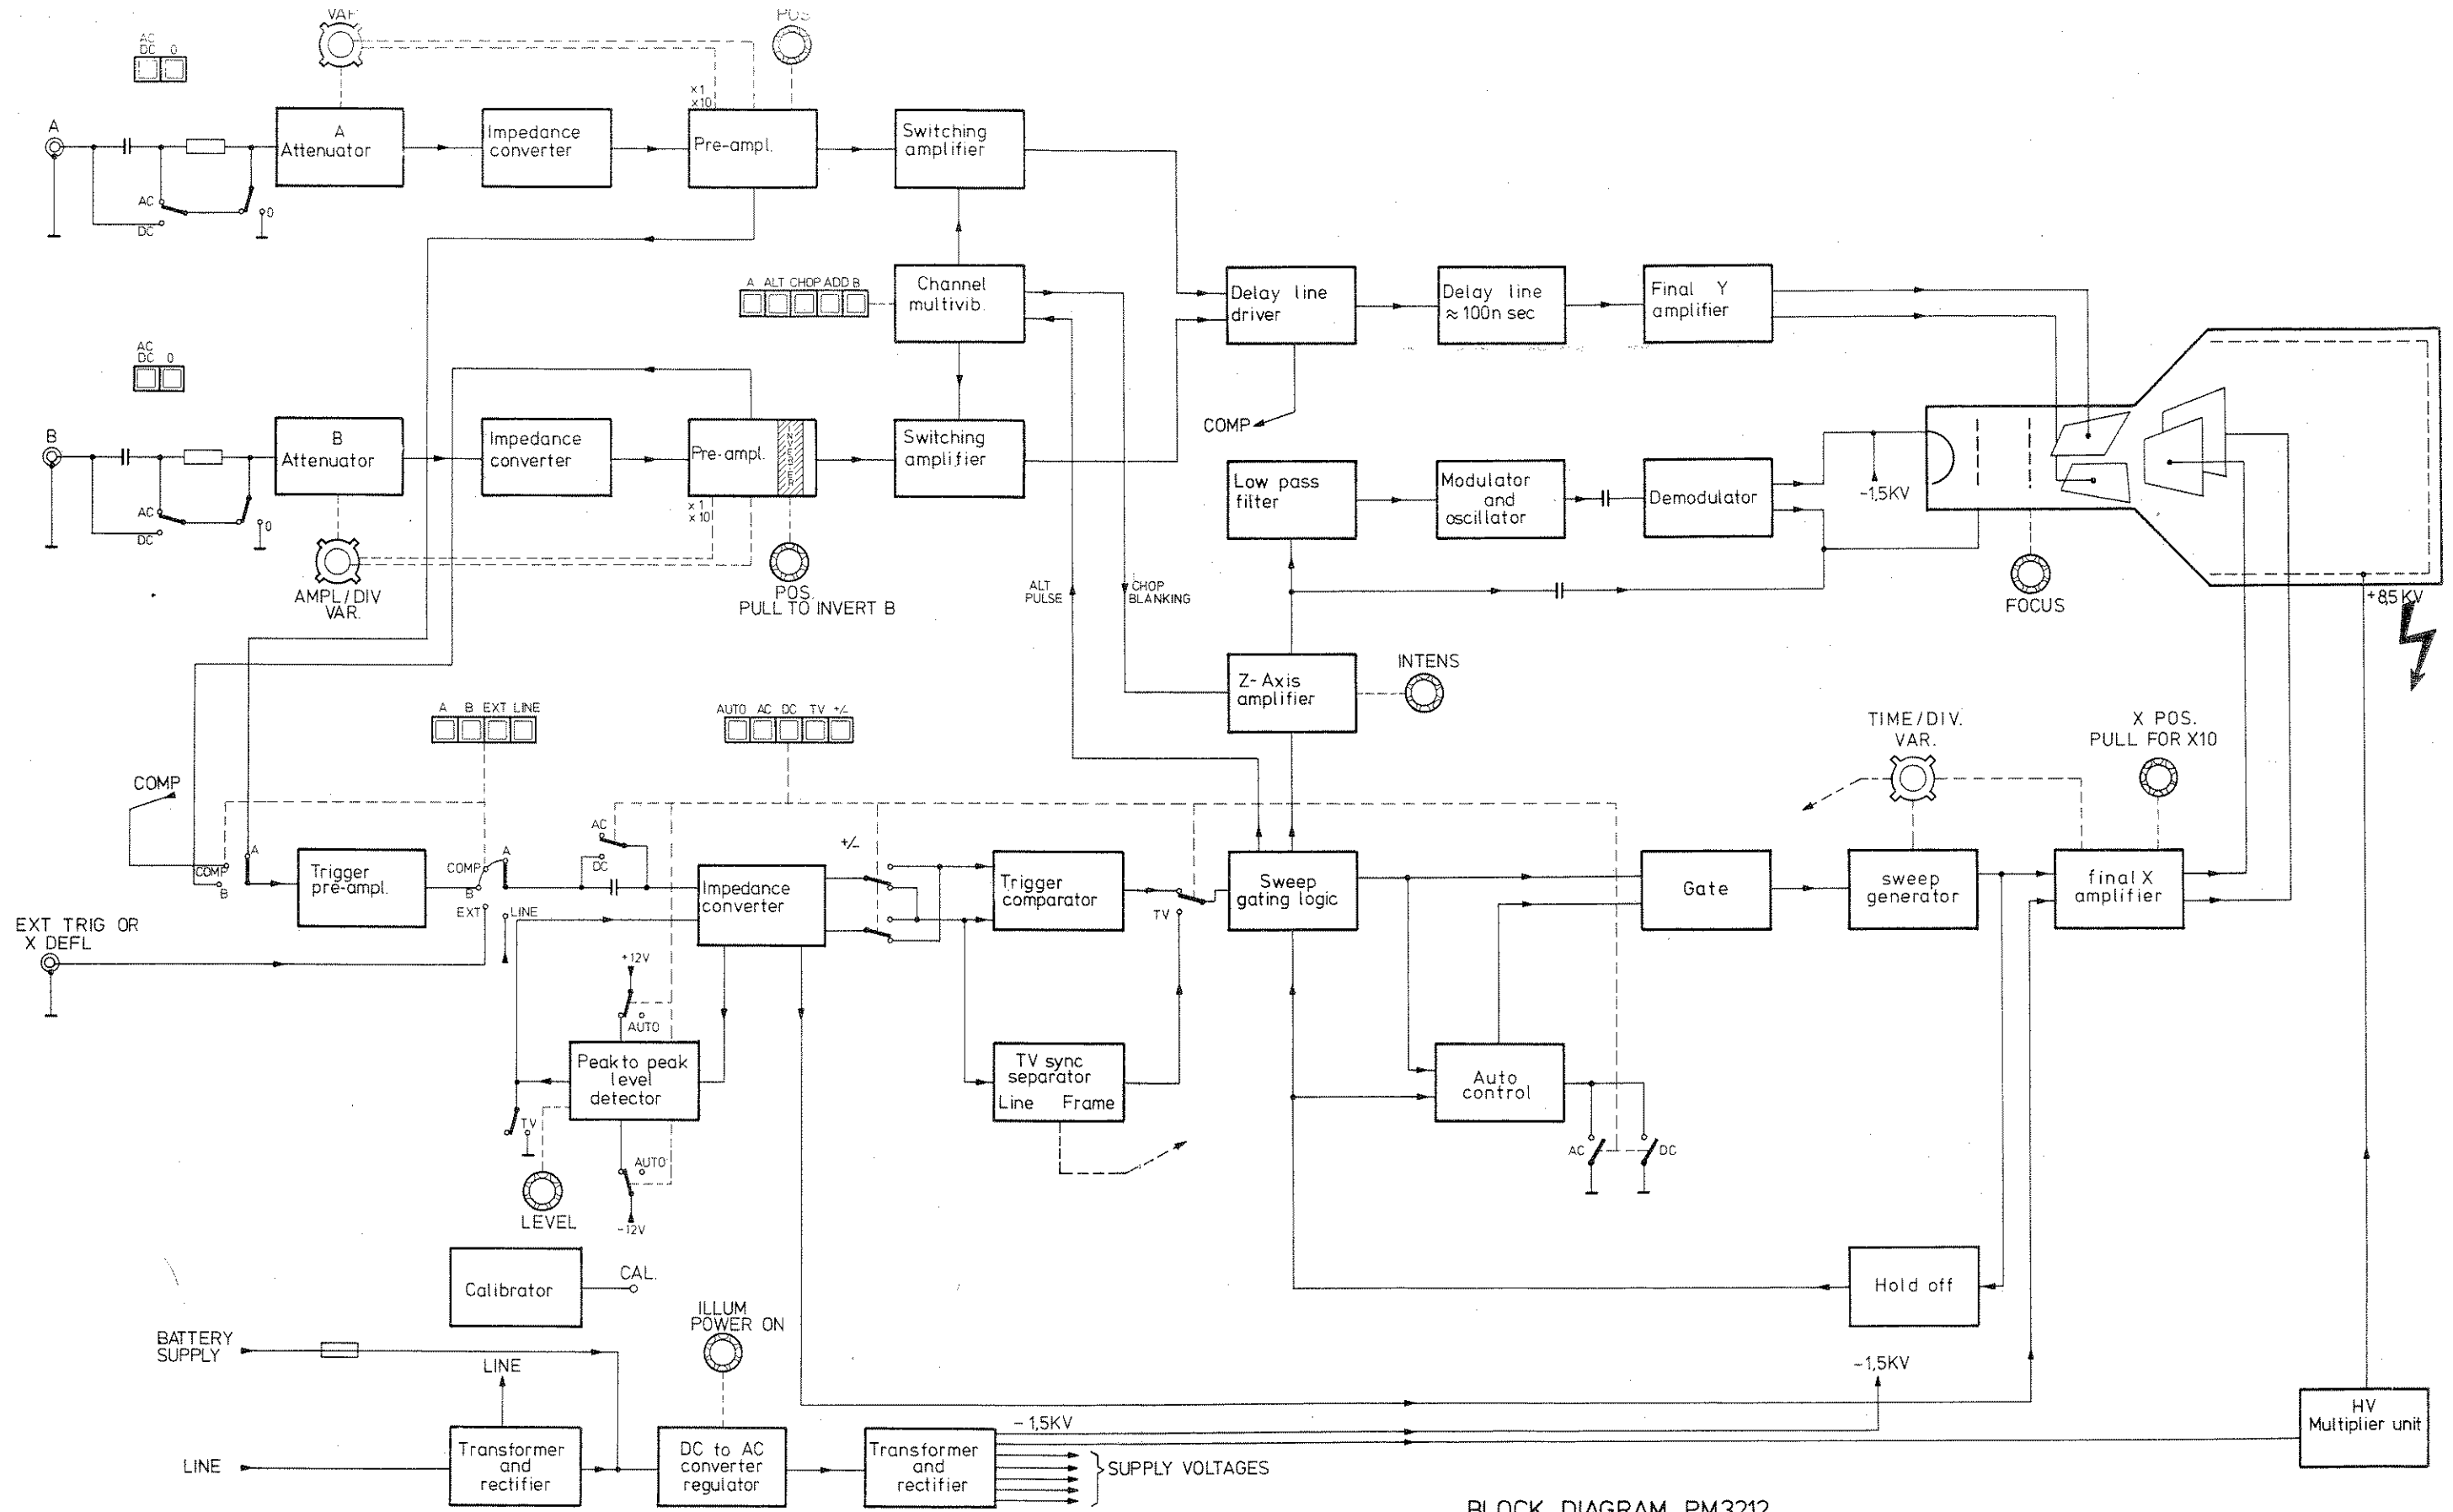 POS
AC
DC 0
x1
x10
A
A
Attenuator
Impedance
converter
Pre-ampl.
Switching
amplifier
AC
DC
0
A ALT CHOP ADD B
Channel
multivib.
Delay line
driver
Delay line
≈ 100n sec
Final Y
amplifier
AC
DC 0
COMP
B
B
Attenuator
Impedance
converter
Pre-ampl.
INVERTER
Switching
amplifier
Low pass
filter
Modulator
and
oscillator
Demodulator
-1,5KV
x1
x10
AC
DC
0
AMPL/DIV
VAR.
POS.
PULL TO INVERT B
ALT
PULSE
CHOP
BLANKING
FOCUS
+8,5 KV
Z-Axis
amplifier
INTENS
A B EXT LINE
AUTO AC DC TV +/-
TIME/DIV.
VAR.
X POS.
PULL FOR X10
COMP
COMP
A
B
Trigger
pre-ampl.
COMP
A
B
EXT
LINE
AC
DC
Impedance
converter
+/-
Trigger
comparator
TV
Sweep
gating logic
Gate
sweep
generator
final X
amplifier
EXT TRIG OR
X DEFL
+12V
AUTO
Peak to peak
level
detector
TV
AUTO
-12V
LEVEL
TV sync
separator
Line Frame
Auto
control
AC
DC
Calibrator
CAL.
Hold off
ILLUM
POWER ON
BATTERY
SUPPLY
LINE
-1,5KV
-1,5KV
LINE
Transformer
and
rectifier
DC to AC
converter
regulator
Transformer
and
rectifier
SUPPLY VOLTAGES
HV
Multiplier unit
BLOCK DIAGRAM PM3212